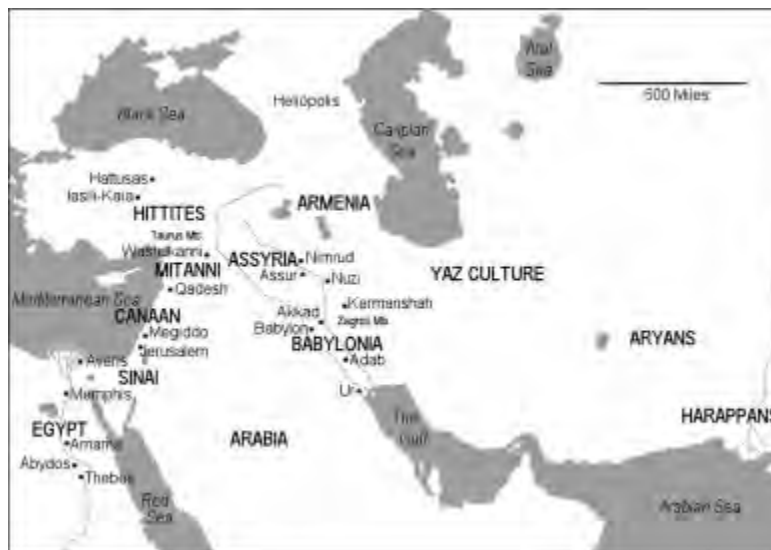 Aral
Sea
500 Miles
Heliópolis
Black Sea
Caspian
Sea
Hattusas
Iasili-Kaia
ARMENIA
HITTITES
Taurus Mts
Washukanni
ASSYRIA
Nimrud
MITANNI
Assur
Nuzi
YAZ CULTURE
Qadesh
Mediterranean Sea
Kermanshah
Akkad
CANAAN
Zagros Mts
Babylon
Megiddo
ARYANS
BABYLONIA
Jerusalem
Adab
Avaris
SINAI
Ur
Memphis
The
Gulf
HARAPPANS
EGYPT
ARABIA
Amarna
Abydos
Thebes
Red
Sea
Arabian Sea